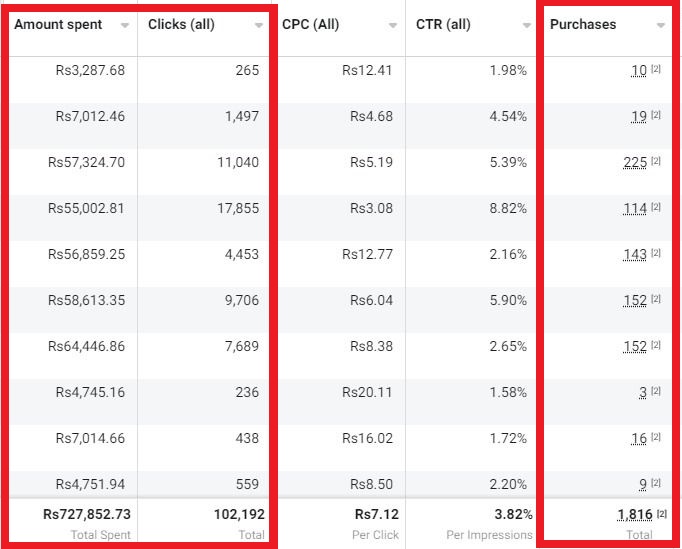 Amount spent Clicks (all) CPC (All) CTR (all) Purchases
Rs3,287.68 265 Rs12.41 1.98% 10 [2]
Rs7,012.46 1,497 Rs4.68 4.54% 19 [2]
Rs57,324.70 11,040 Rs5.19 5.39% 225 [2]
Rs55,002.81 17,855 Rs3.08 8.82% 114 [2]
Rs56,859.25 4,453 Rs12.77 2.16% 143 [2]
Rs58,613.35 9,706 Rs6.04 5.90% 152 [2]
Rs64,446.86 7,689 Rs8.38 2.65% 152 [2]
Rs4,745.16 236 Rs20.11 1.58% 3 [2]
Rs7,014.66 438 Rs16.02 1.72% 16 [2]
Rs4,751.94 559 Rs8.50 2.20% 9 [2]
Rs727,852.73 102,192 Rs7.12 3.82% 1,816 [2]
Total Spent Total Per Click Per Impressions Total